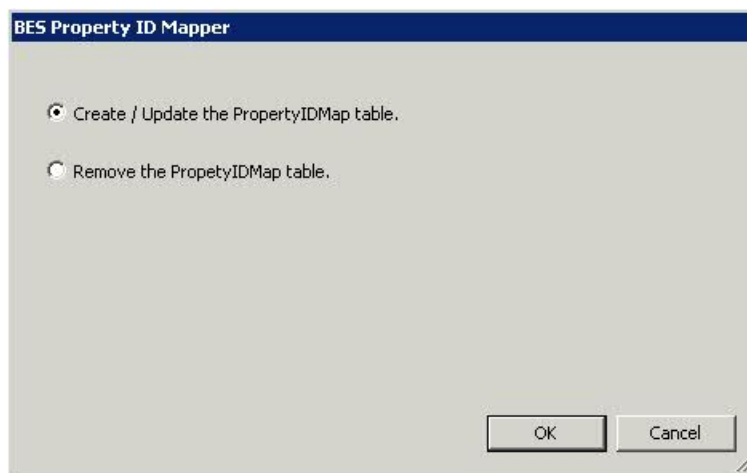 BES Property ID Mapper
Create / Update the PropertyIDMap table.
Remove the PropetyIDMap table.
OK Cancel